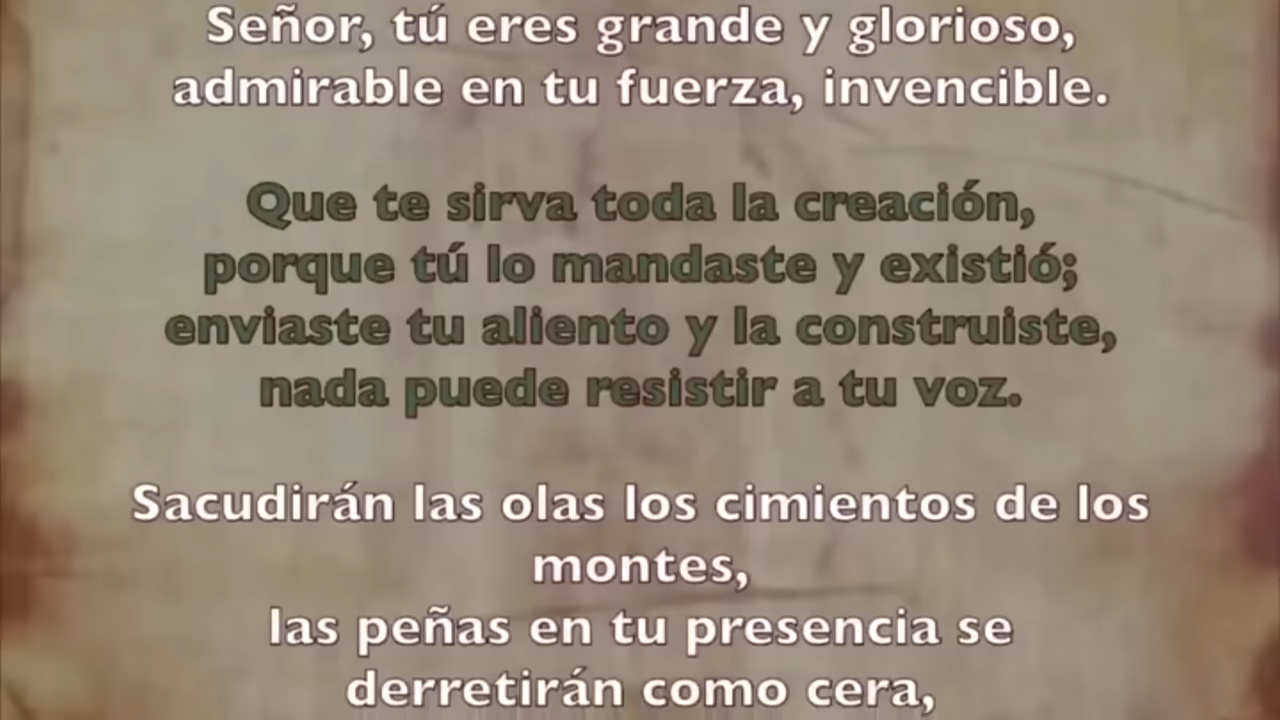 Señor, tú eres grande y glorioso,
admirable en tu fuerza, invencible.
Que te sirva toda la creación,
porque tú lo mandaste y existió;
enviaste tu aliento y la construiste,
nada puede resistir a tu voz.
Sacudirán las olas los cimientos de los
montes,
las peñas en tu presencia se
derretirán como cera,